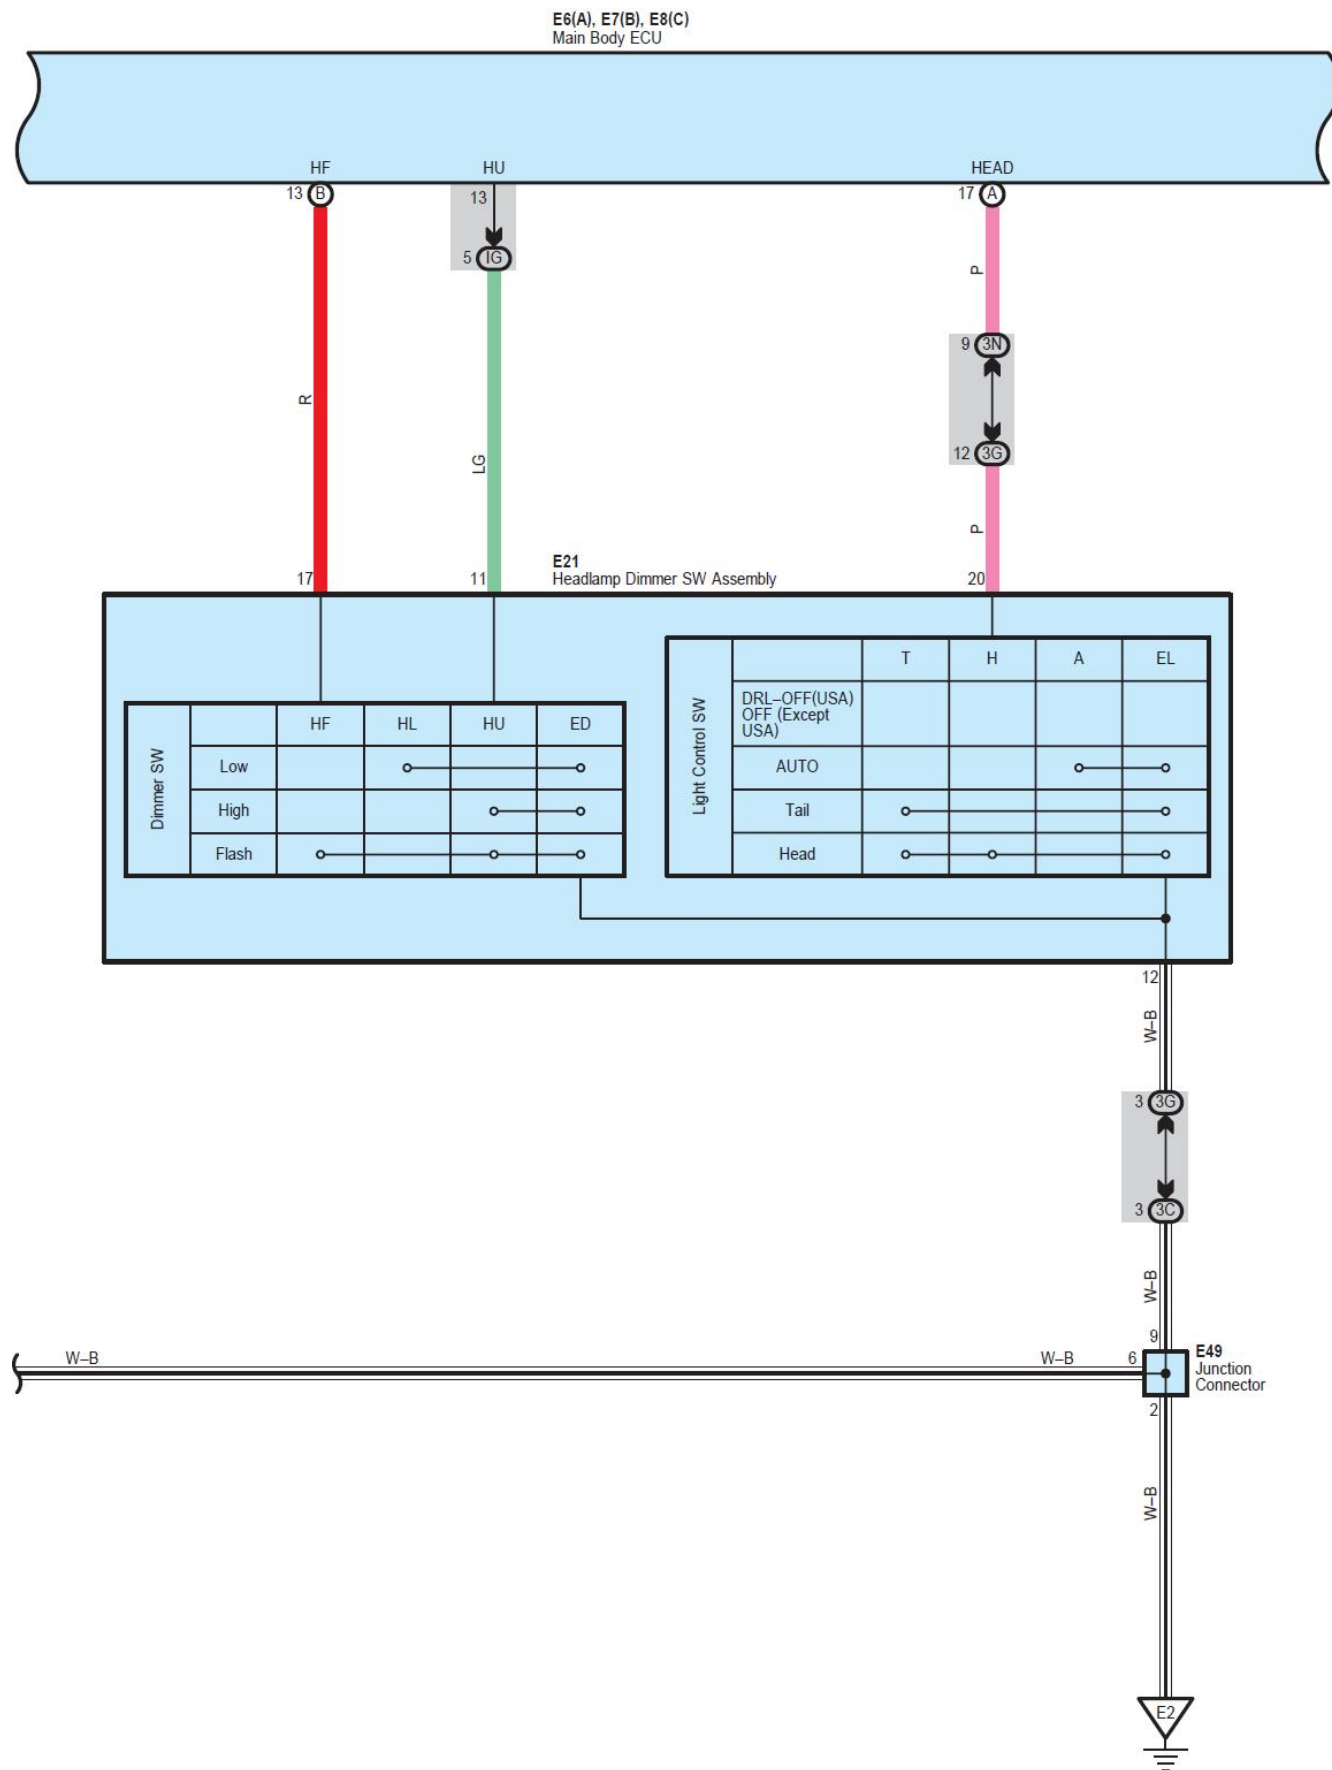 E6(A), E7(B), E8(C)
Main Body ECU
HF
HU
HEAD
13 B
13
17 A
5 IG
P
9 3N
R
LG
12 3G
P
E21
Headlamp Dimmer SW Assembly
17
11
20
Light Control SW
T H A EL
DRL–OFF(USA)
OFF (Except
USA)
AUTO
Tail
Head
Dimmer SW
HF HL HU ED
Low
High
Flash
12
W–B
3 3G
3 3C
W–B
9
E49
Junction
Connector
W–B
W–B
6
2
W–B
E2